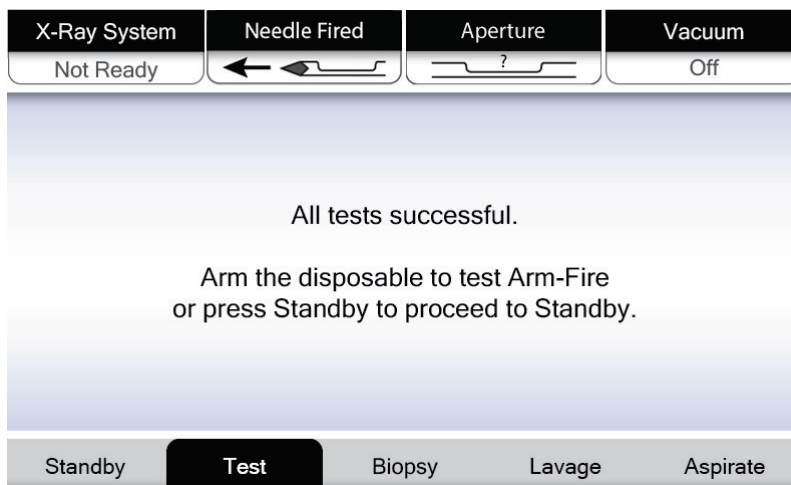 X-Ray System Needle Fired Aperture Vacuum
Not Ready ? Off
All tests successful.
Arm the disposable to test Arm-Fire
or press Standby to proceed to Standby.
Standby Test Biopsy Lavage Aspirate